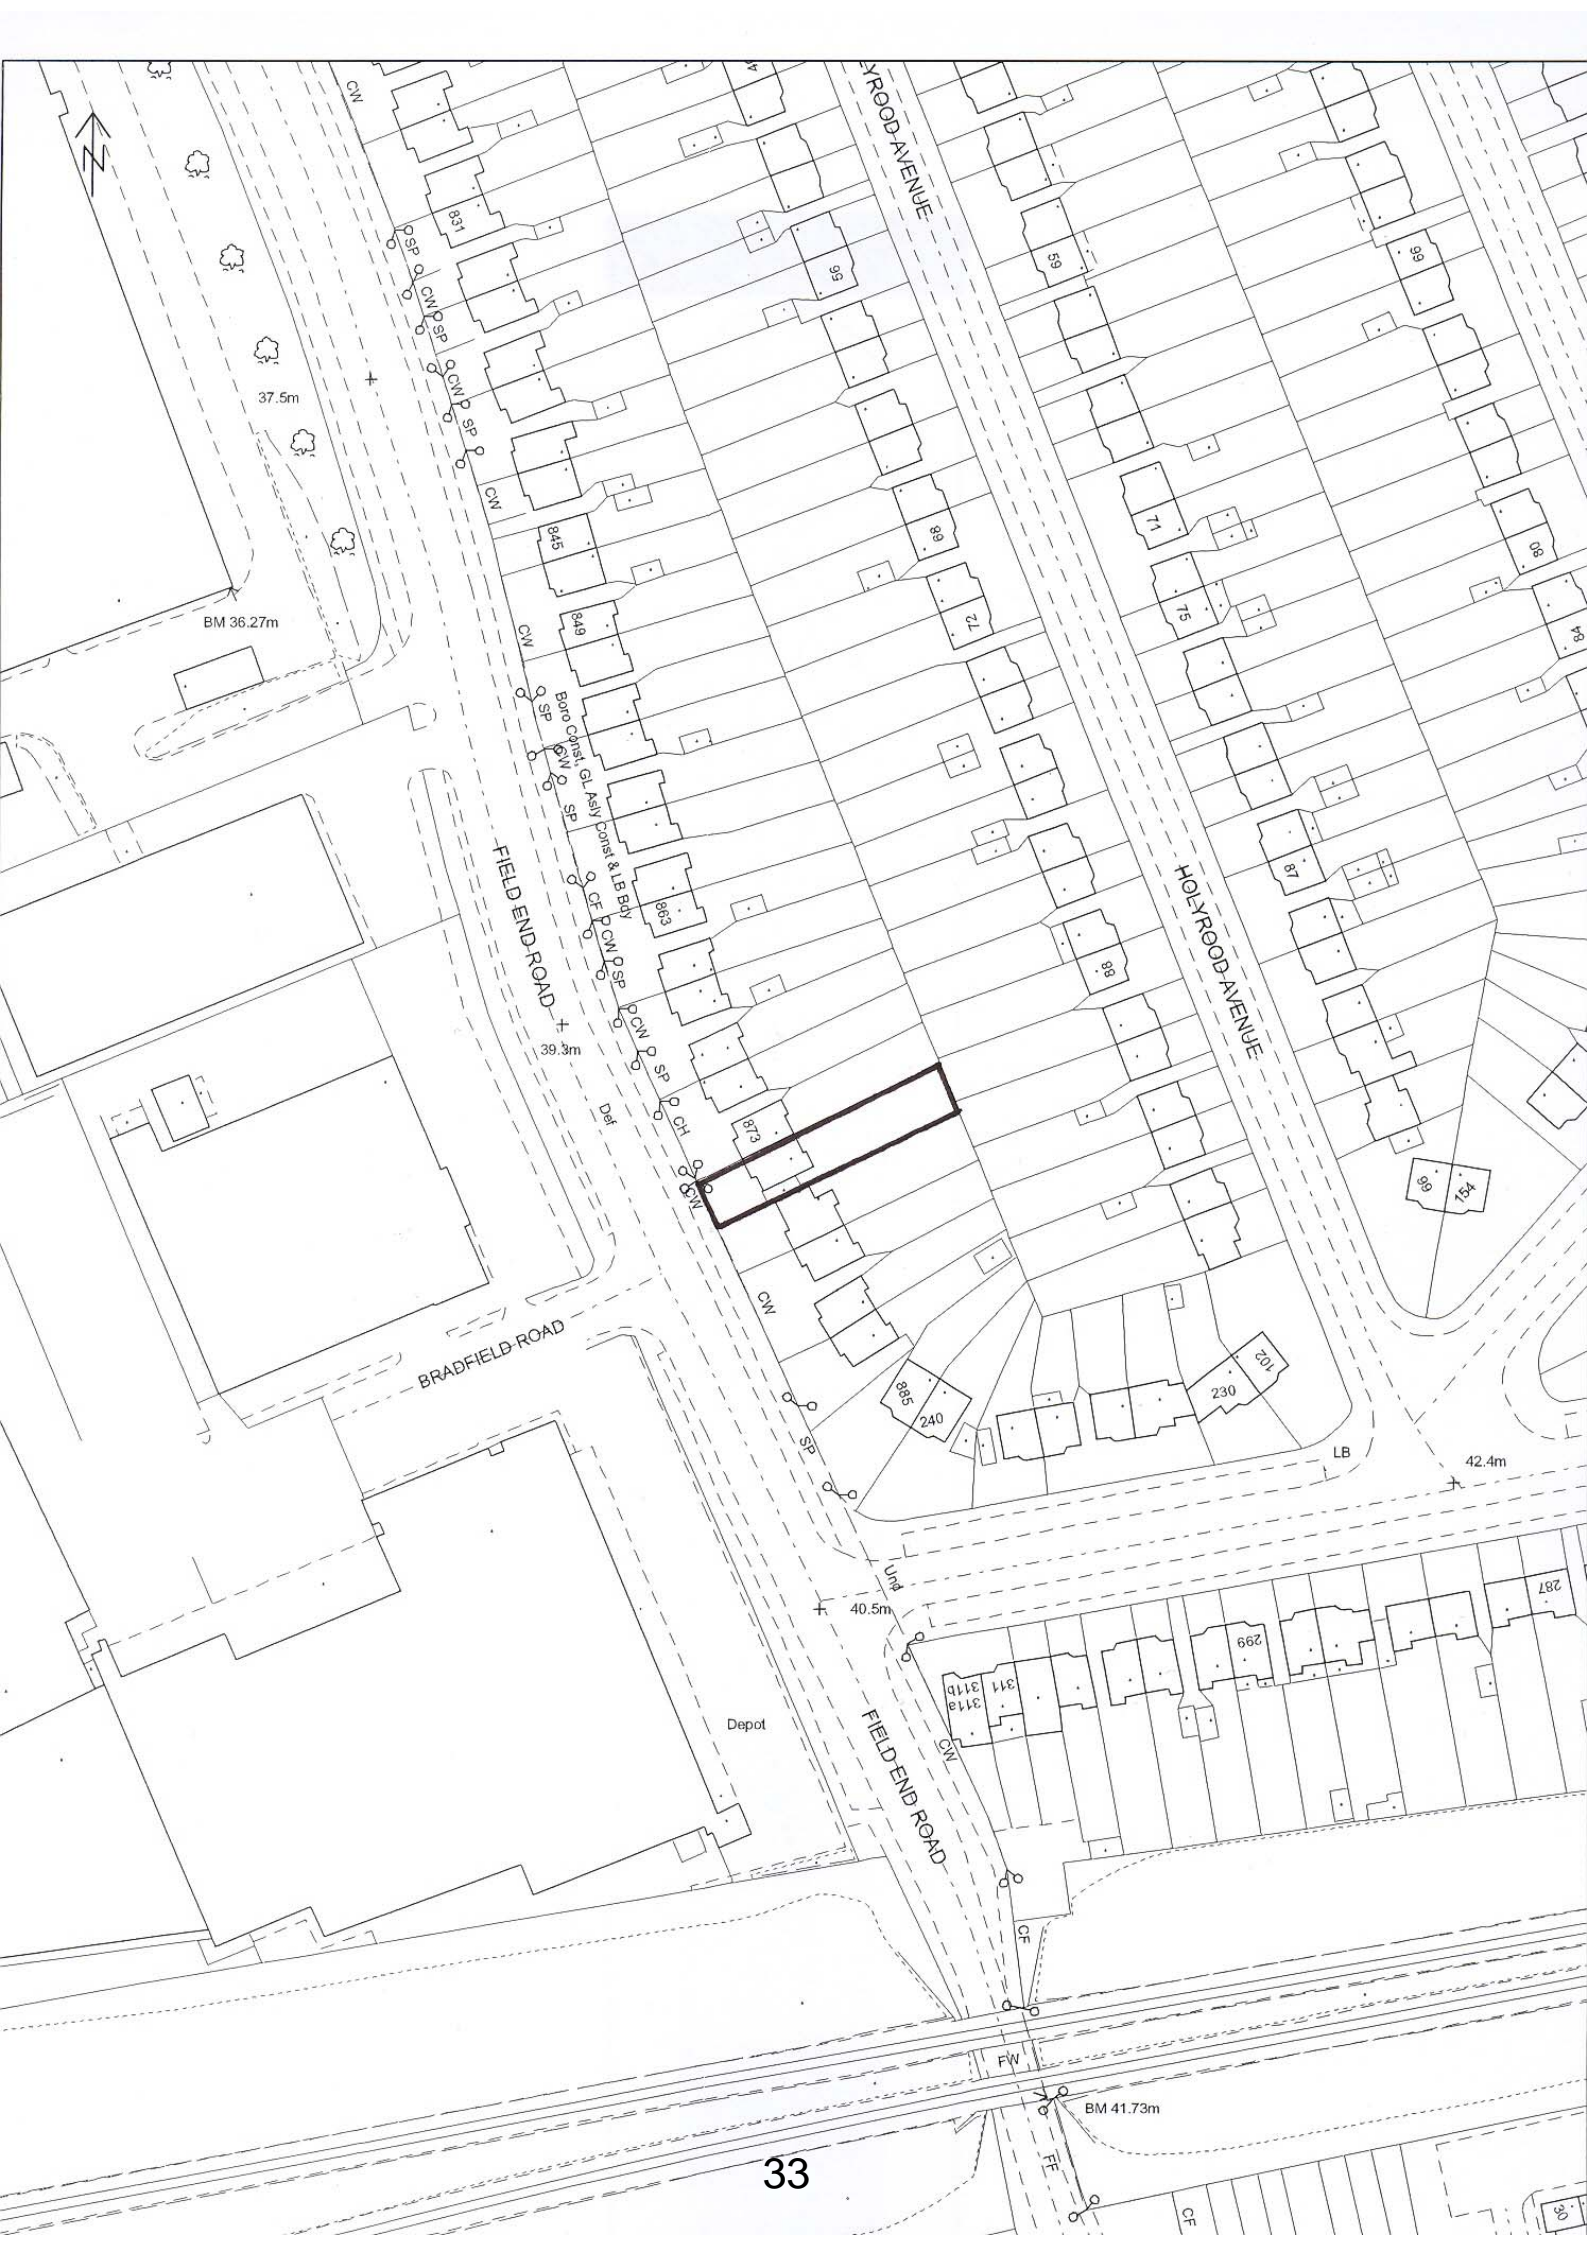 CW
YROOD AVENUE
831
SP
CW
SP
CW
SP
CW
37.5m
55
59
66
BM 36.27m
845
68
71
80
CW
849
72
75
84
Boro Const, GL Asly Const & LB Bdy
SP
CW
SP
FIELD END ROAD
863
CF
CW
SP
CW
SP
CH
39.3m
Def
HOLYROOD AVENUE
87
88
873
CW
99
154
BRADFIELD ROAD
CW
885
240
230
102
SP
LB
42.4m
Und
40.5m
287
299
311
311b
311a
Depot
FIELD END ROAD
CW
CF
FW
BM 41.73m
FF
CF
30
33